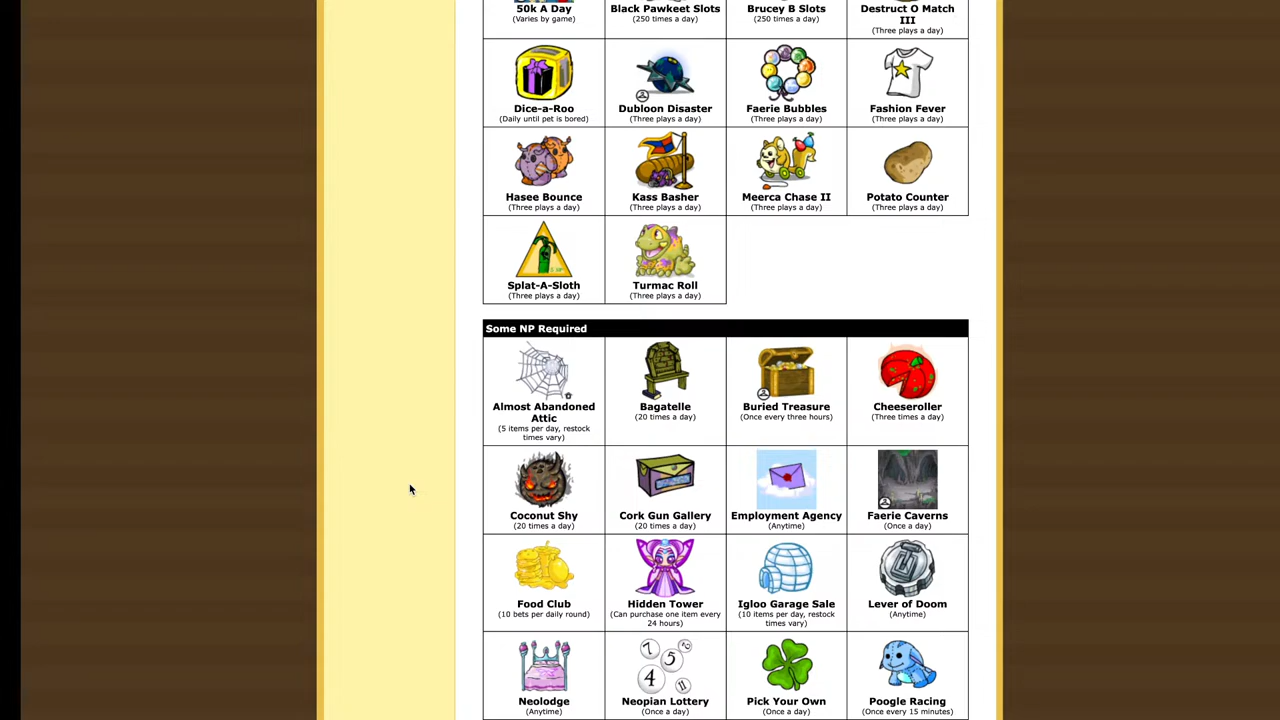 50k A Day
(Varies by game)
Black Pawkeet Slots
(250 times a day)
Brucey B Slots
(250 times a day)
Destruct O Match
III
(Three plays a day)
Dice-a-Roo
(Daily until pet is bored)
Dubloon Disaster
(Three plays a day)
Faerie Bubbles
(Three plays a day)
Fashion Fever
(Three plays a day)
Hasee Bounce
(Three plays a day)
Kass Basher
(Three plays a day)
Meerca Chase II
(Three plays a day)
Potato Counter
(Three plays a day)
Splat-A-Sloth
(Three plays a day)
Turmac Roll
(Three plays a day)
Some NP Required
Almost Abandoned
Attic
(5 items per day, restock
times vary)
Bagatelle
(20 times a day)
Buried Treasure
(Once every three hours)
Cheeseroller
(Three times a day)
Coconut Shy
(20 times a day)
Cork Gun Gallery
(20 times a day)
Employment Agency
(Anytime)
Faerie Caverns
(Once a day)
Food Club
(10 bets per daily round)
Hidden Tower
(Can purchase one item every
24 hours)
Igloo Garage Sale
(10 items per day, restock
times vary)
Lever of Doom
(Anytime)
7
5
2
4
11
Neolodge
(Anytime)
Neopian Lottery
(Once a day)
Pick Your Own
(Once a day)
Poogle Racing
(Once every 15 minutes)